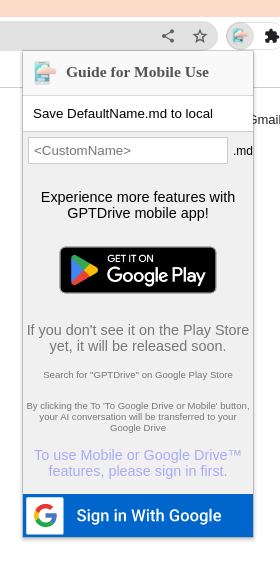 Guide for Mobile Use
Save DefaultName.md to local
Gmail
<CustomName>
.md
Experience more features with
GPTDrive mobile app!
GET IT ON
Google Play
If you don't see it on the Play Store
yet, it will be released soon.
Search for "GPTDrive" on Google Play Store
By clicking the To 'To Google Drive or Mobile' button,
your AI conversation will be transferred to your
Google Drive
To use Mobile or Google Drive™
features, please sign in first.
Sign in With Google